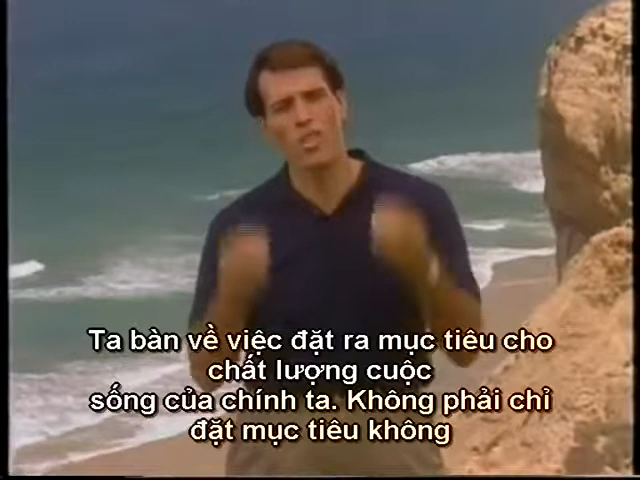 Ta bàn về việc đặt ra mục tiêu cho
chất lượng cuộc
sống của chính ta. Không phải chỉ
đặt mục tiêu không